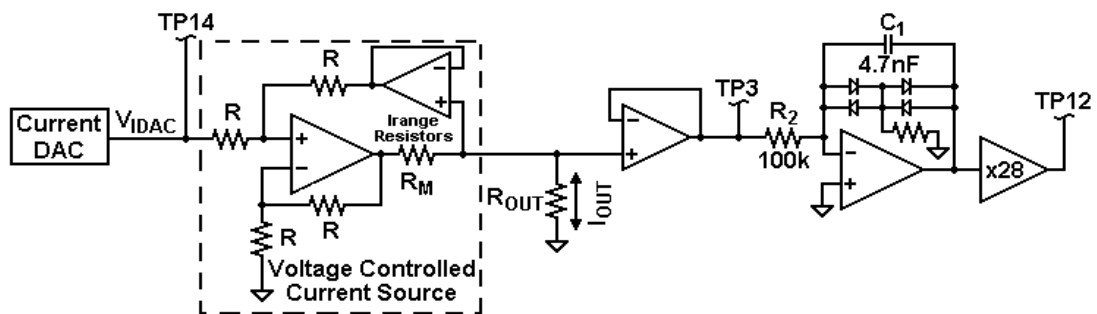 TP14
C1
4.7nF
R
TP3
TP12
Current
DAC
VIDAC
R
Irange
Resistors
R2
100k
+
−
RM
+
−
R
R
+
−
ROUT
IOUT
−
+
x28
Voltage Controlled
Current Source